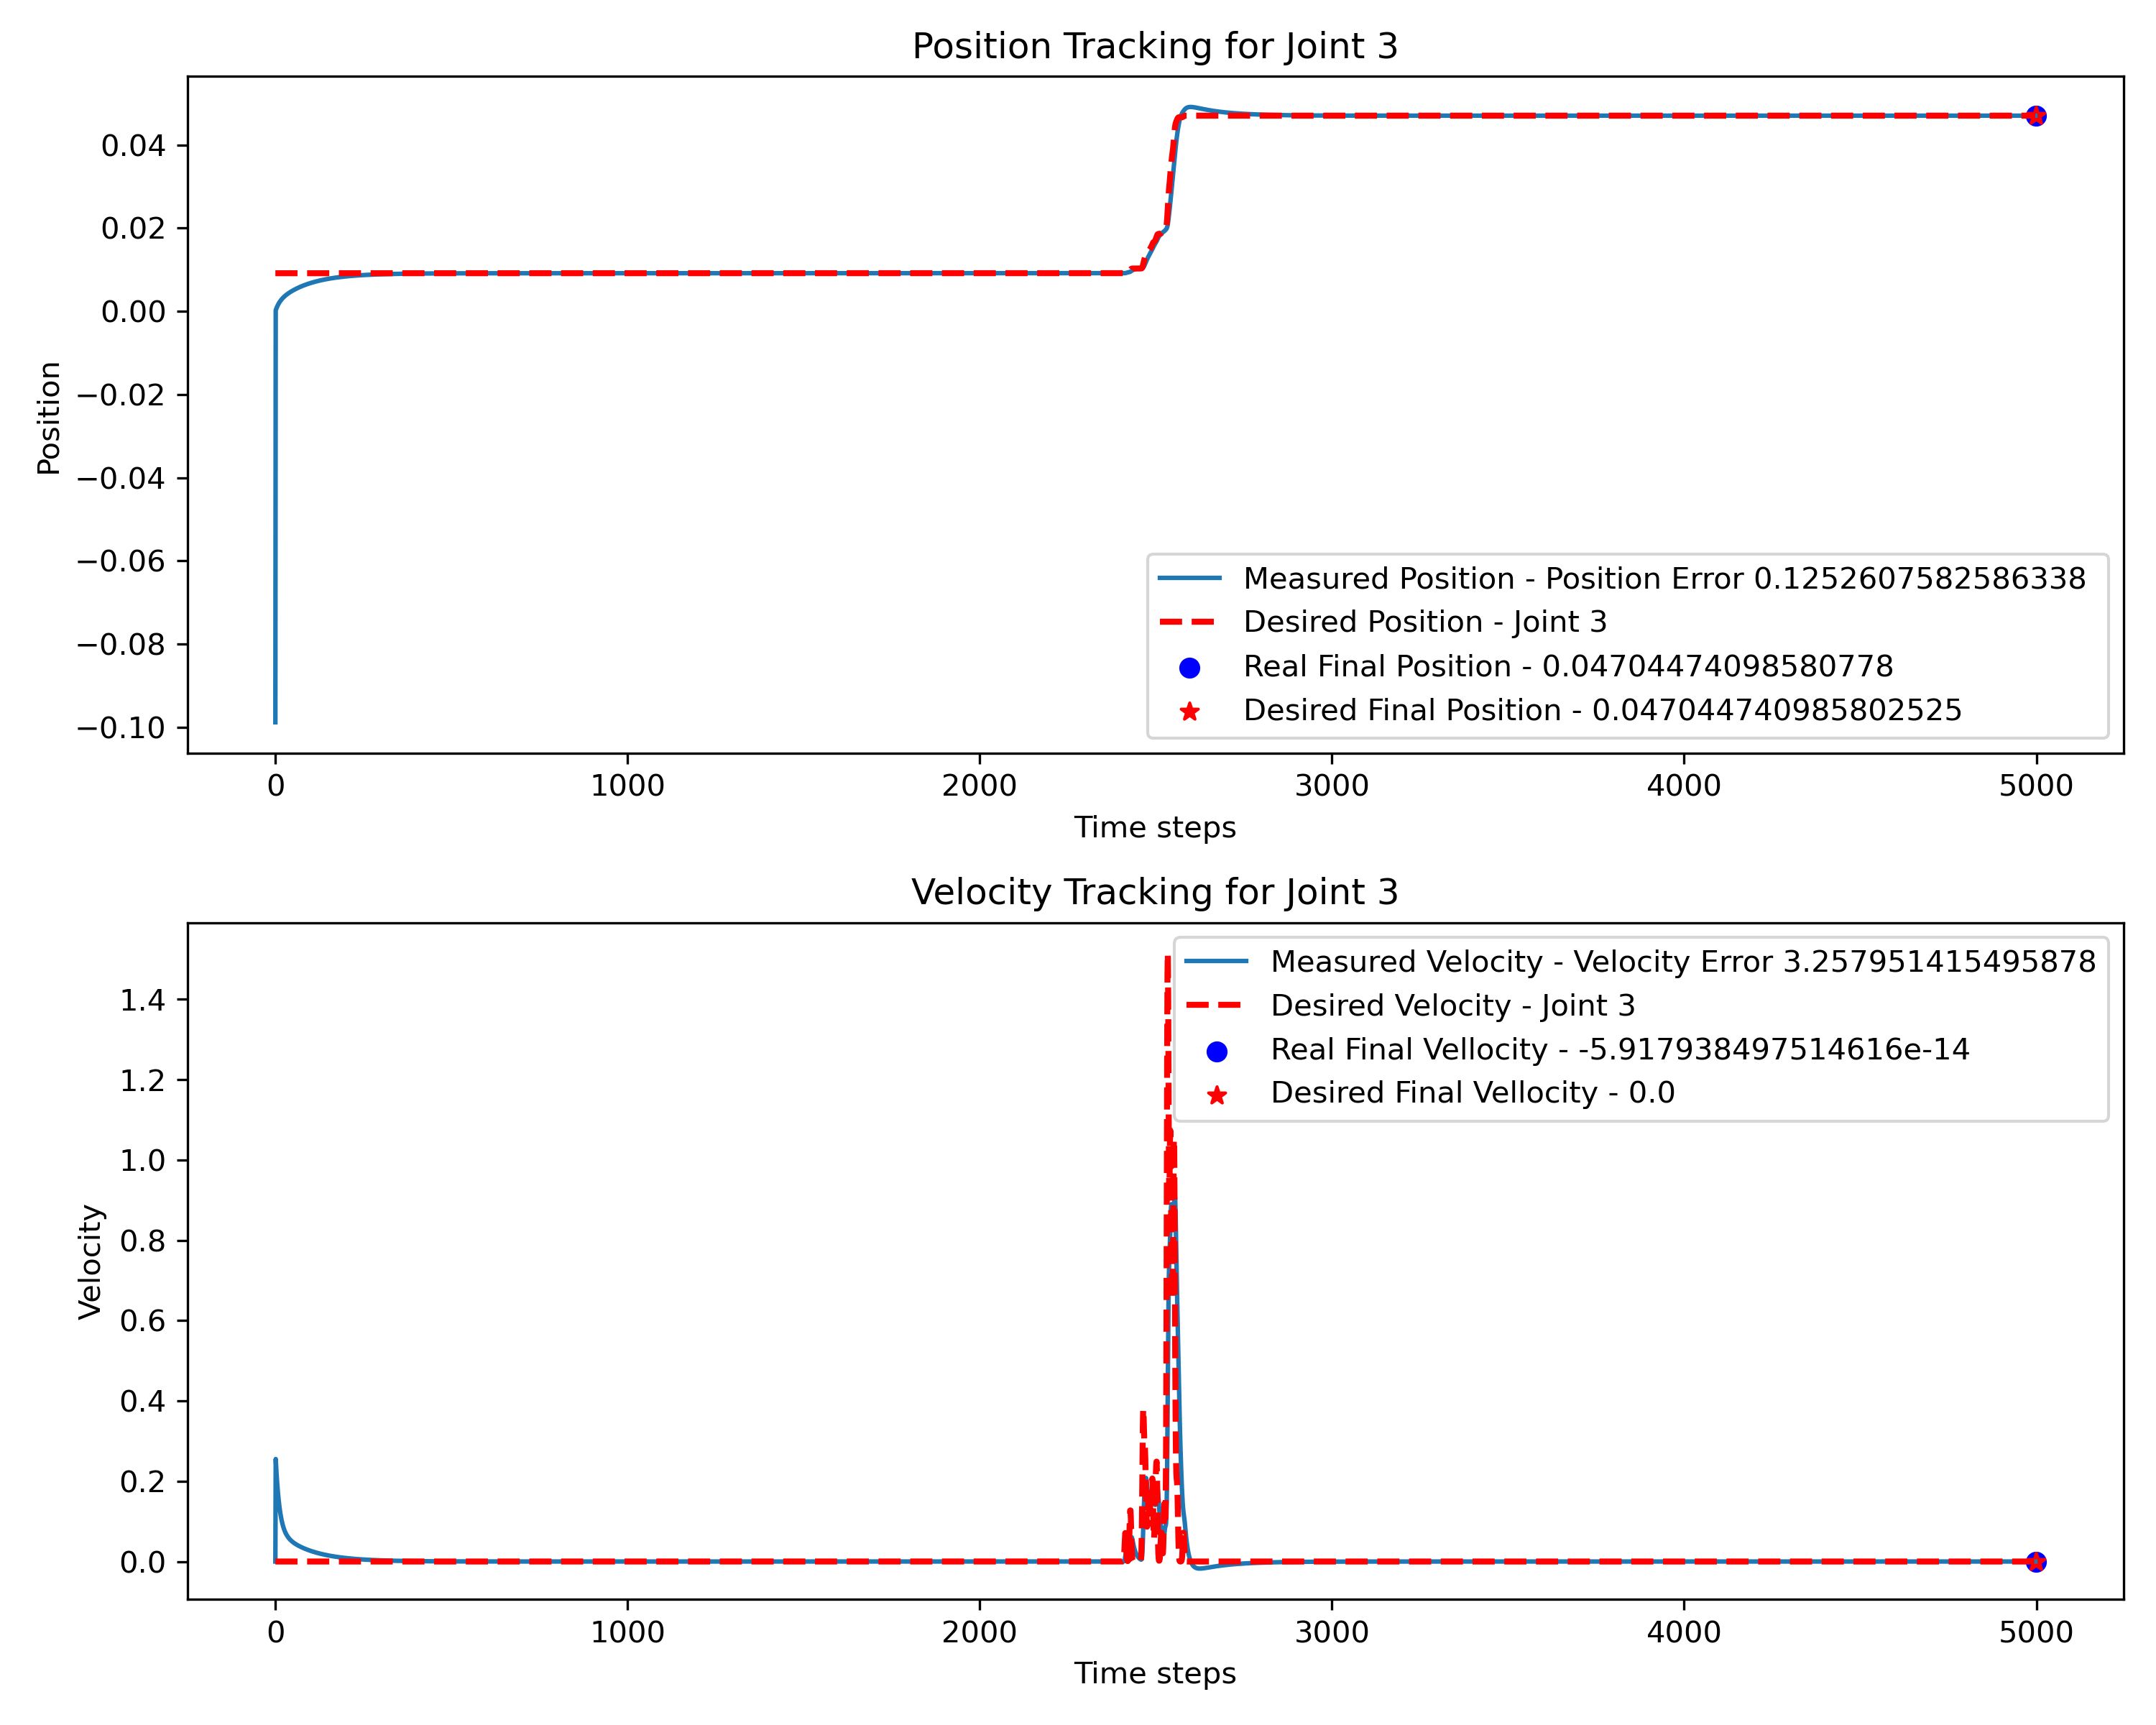 Position Tracking for Joint 3
0.04
0.02
0.00
−0.02
−0.04
−0.06
−0.08
−0.10
Position
Measured Position - Position Error 0.1252607582586338
Desired Position - Joint 3
Real Final Position - 0.04704474098580778
Desired Final Position - 0.047044740985802525
0 1000 2000 3000 4000 5000
Time steps
Velocity Tracking for Joint 3
1.4
1.2
1.0
0.8
0.6
0.4
0.2
0.0
Velocity
Measured Velocity - Velocity Error 3.257951415495878
Desired Velocity - Joint 3
Real Final Vellocity - -5.917938497514616e-14
Desired Final Vellocity - 0.0
0 1000 2000 3000 4000 5000
Time steps